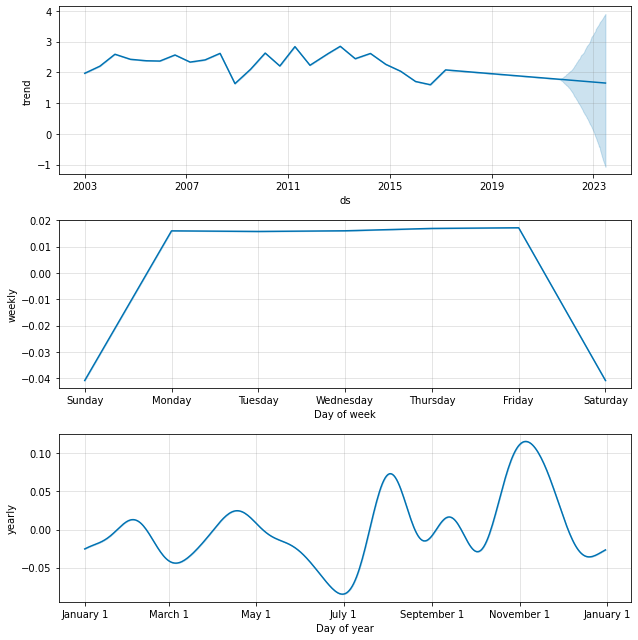 4
3
2
1
0
−1
trend
2003 2007 2011 2015 2019 2023
ds
0.02
0.01
0.00
−0.01
−0.02
−0.03
−0.04
weekly
Sunday Monday Tuesday Wednesday Thursday Friday Saturday
Day of week
0.10
0.05
0.00
−0.05
yearly
January 1 March 1 May 1 July 1 September 1 November 1 January 1
Day of year